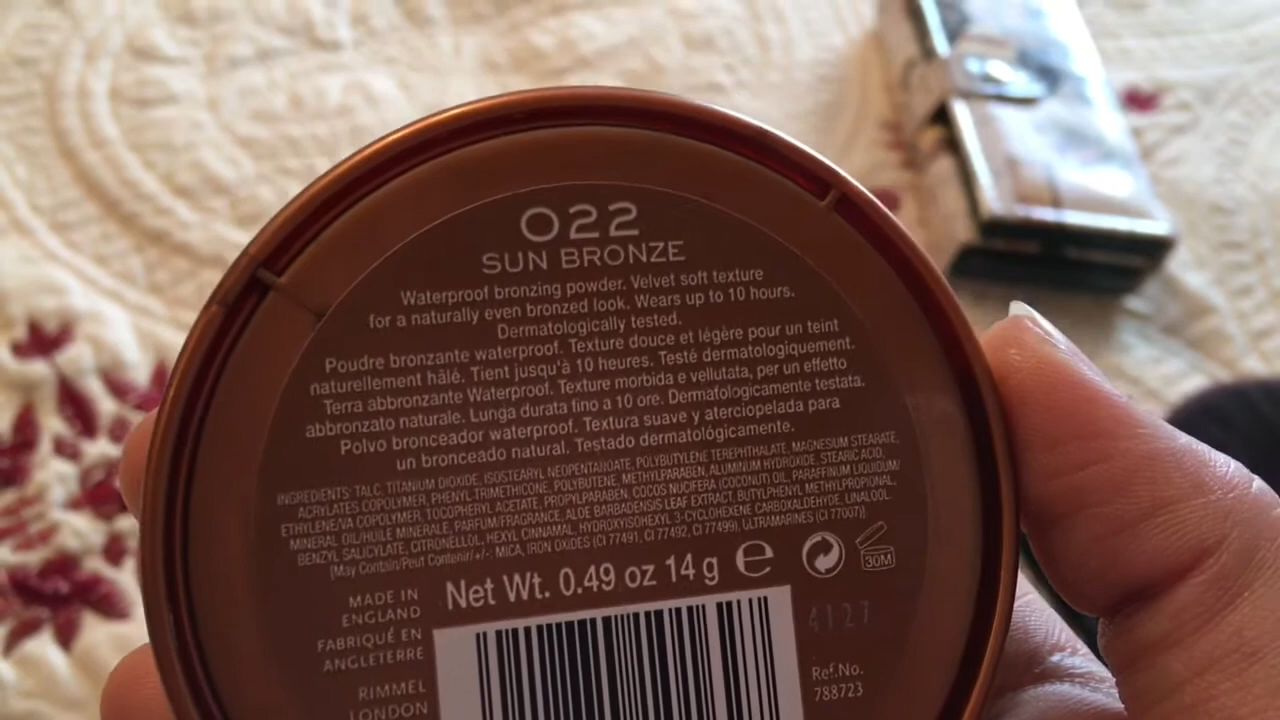 022
SUN BRONZE
Waterproof bronzing powder. Velvet soft texture
for a naturally even bronzed look. Wears up to 10 hours.
Dermatologically tested.
Poudre bronzante waterproof. Texture douce et légère pour un teint
naturellement hâlé. Tient jusqu'à 10 heures. Testé dermatologiquement.
Terra abbronzante Waterproof. Texture morbida e vellutata, per un effetto
abbronzato naturale. Lunga durata fino a 10 ore. Dermatologicamente testata.
Polvo bronceador waterproof. Textura suave y aterciopelada para
un bronceado natural. Testado dermatológicamente.
INGREDIENTS: TALC, TITANIUM DIOXIDE, ISOSTEARYL NEOPENTANOATE, POLYBUTYLENE TEREPHTHALATE, MAGNESIUM STEARATE,
ACRYLATES COPOLYMER, PHENYL TRIMETHICONE, POLYBUTENE, METHYLPARABEN, ALUMINUM HYDROXIDE, STEARIC ACID,
ETHYLENE/VA COPOLYMER, TOCOPHERYL ACETATE, PROPYLPARABEN, COCOS NUCIFERA (COCONUT) OIL, PARAFFINUM LIQUIDUM/
MINERAL OIL/HUILE MINERALE, PARFUM/FRAGRANCE, ALOE BARBADENSIS LEAF EXTRACT, BUTYLPHENYL METHYLPROPIONAL,
BENZYL SALICYLATE, CITRONELLOL, HEXYL CINNAMAL, HYDROXYISOHEXYL 3-CYCLOHEXENE CARBOXALDEHYDE, LINALOOL.
[May Contain/Peut Contenir/+/-: MICA, IRON OXIDES (CI 77491, CI 77492, CI 77499), ULTRAMARINES (CI 77007)].
Net Wt. 0.49 oz 14 g e
30M
MADE IN
ENGLAND
FABRIQUÉ EN
ANGLETERRE
RIMMEL
LONDON
4127
Ref.No.
788723